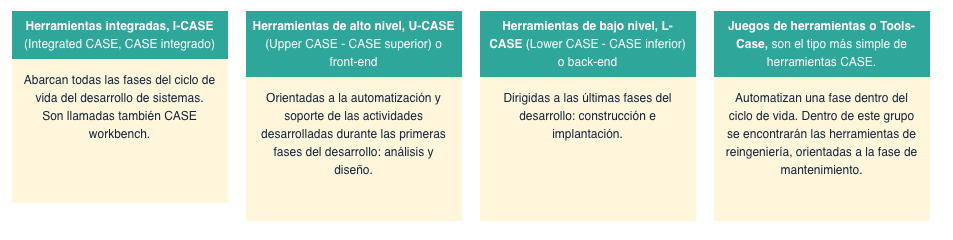 Herramientas integradas, I-CASE
(Integrated CASE, CASE integrado)
Abarcan todas las fases del ciclo de
vida del desarrollo de sistemas.
Son llamadas también CASE
workbench.
Herramientas de alto nivel, U-CASE
(Upper CASE - CASE superior) o
front-end
Orientadas a la automatización y
soporte de las actividades
desarrolladas durante las primeras
fases del desarrollo: análisis y
diseño.
Herramientas de bajo nivel, L-
CASE (Lower CASE - CASE inferior)
o back-end
Dirigidas a las últimas fases del
desarrollo: construcción e
implantación.
Juegos de herramientas o Tools-
Case, son el tipo más simple de
herramientas CASE.
Automatizan una fase dentro del
ciclo de vida. Dentro de este grupo
se encontrarán las herramientas de
reingeniería, orientadas a la fase de
mantenimiento.